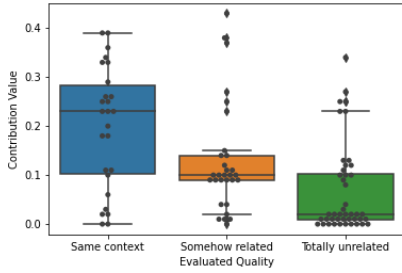 Contribution Value
0.4
0.3
0.2
0.1
0.0
Same context Somehow related Totally unrelated
Evaluated Quality